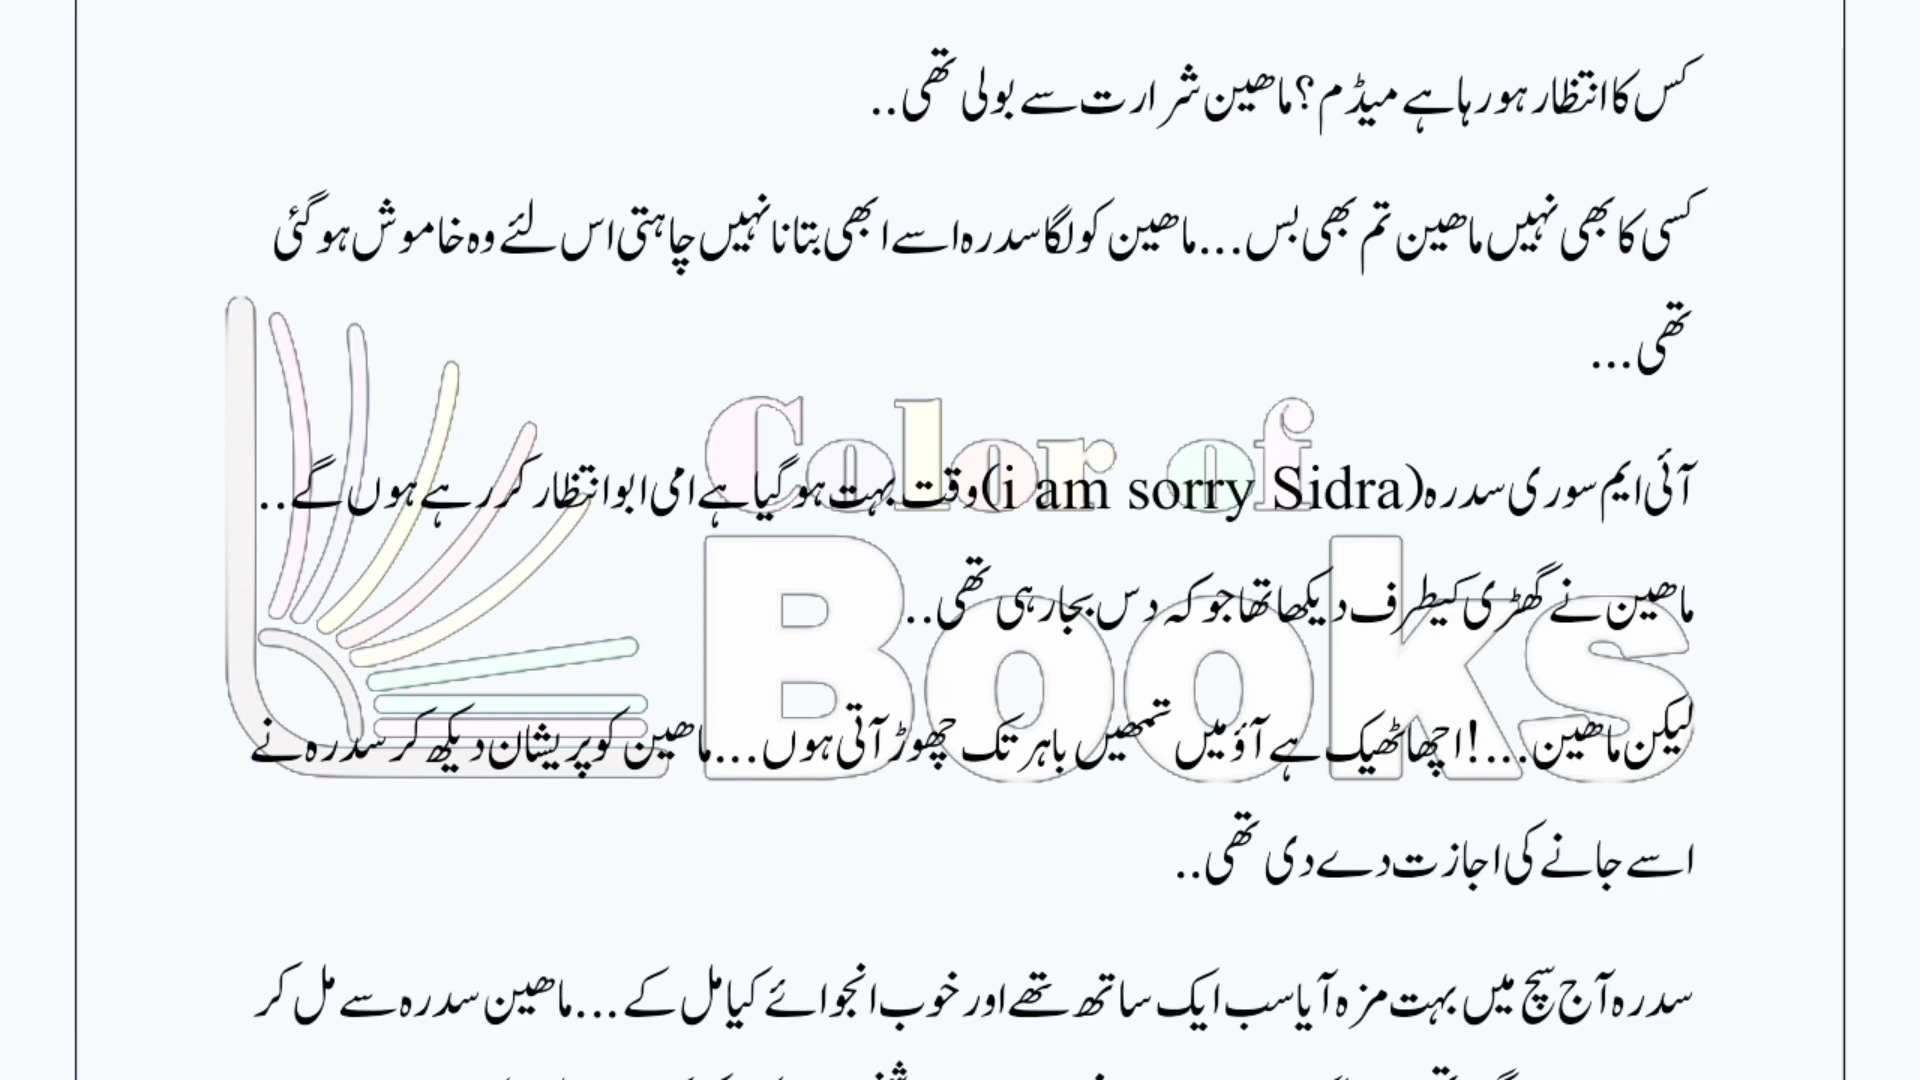 کس کا انتظار ہو رہا ہے میڈم؟ ماھین شرارت سے بولی تھی..
کسی کا بھی نہیں ماھین تم بھی بس... ماھین کو لگا سدرہ اسے ابھی بتانا نہیں چاہتی اس لئے وہ خاموش ہو گئی
تھی...
Color of
آئی ایم سوری سدرہ (i am sorry Sidra) وقت بہت ہو گیا ہے امی ابو انتظار کر رہے ہوں گے..
Books
ماھین نے گھڑی کیطرف دیکھا تھا جو کہ دس بجا رہی تھی..
لیکن ماھین...! اچھا ٹھیک ہے آؤ میں تمھیں باہر تک چھوڑ آتی ہوں... ماھین کو پریشان دیکھ کر سدرہ نے
اسے جانے کی اجازت دے دی تھی..
سدرہ آج سچ میں بہت مزہ آیا سب ایک ساتھ تھے اور خوب انجوائے کیا مل کے... ماھین سدرہ سے مل کر